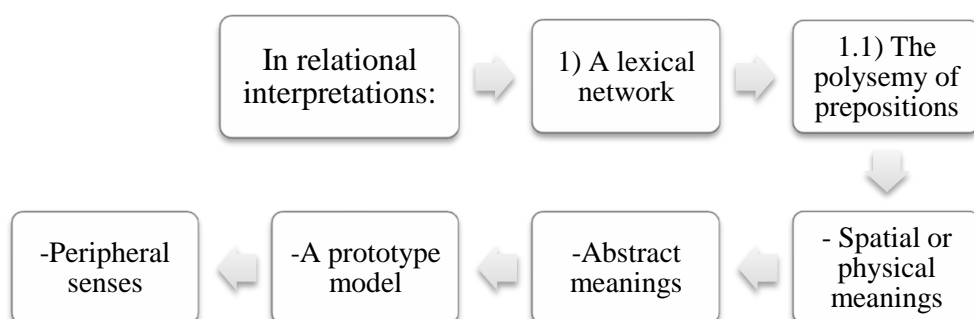 In relational
interpretations:
1) A lexical
network
1.1) The
polysemy of
prepositions
- Spatial or
physical
meanings
-Abstract
meanings
-A prototype
model
-Peripheral
senses